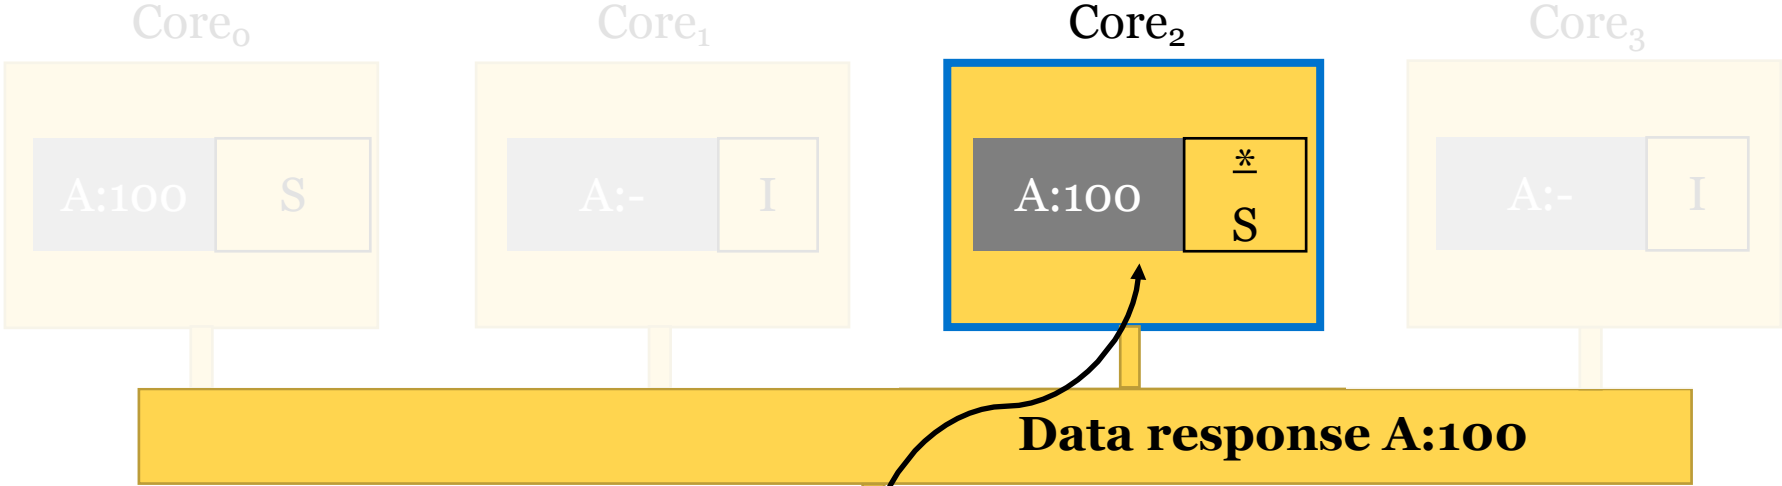 Core₀ Core₁ Core₂ Core₃
A:100 S A:- I A:100 * S A:- I
Data response A:100